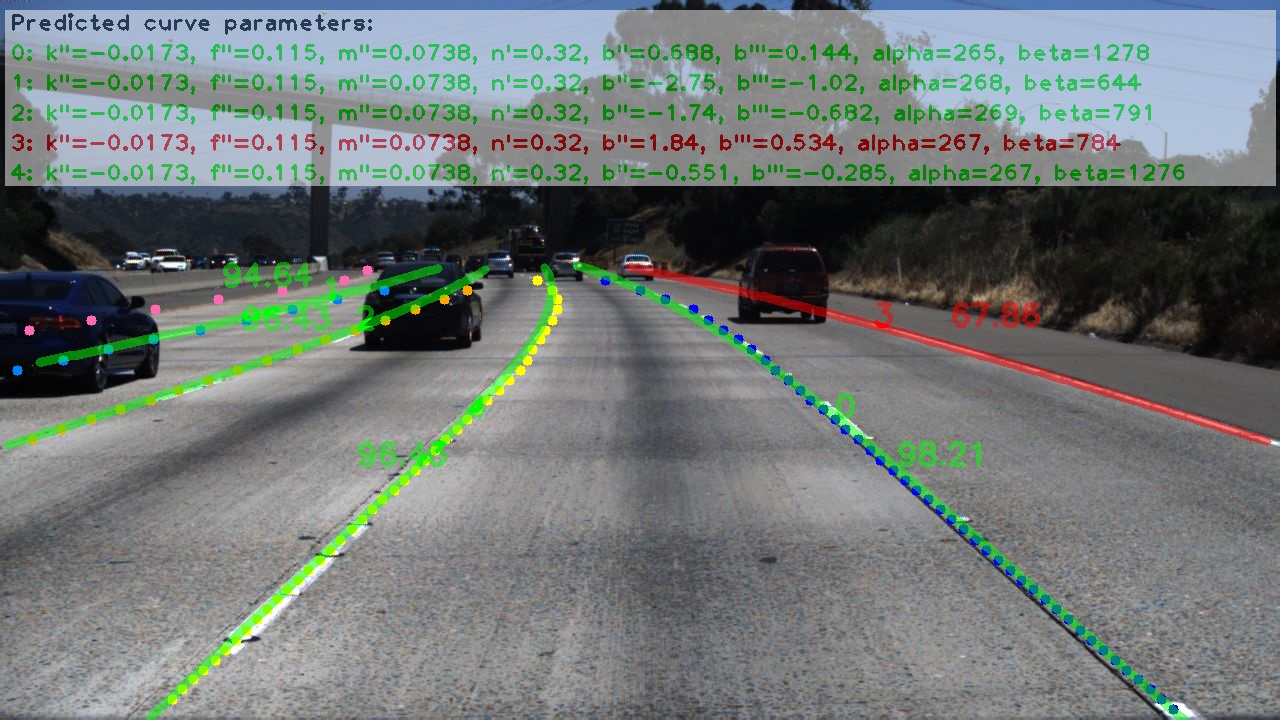 Predicted curve parameters:
0: k''=-0.0173, f''=0.115, m''=0.0738, n'=0.32, b''=0.688, b'''=0.144, alpha=265, beta=1278
1: k''=-0.0173, f''=0.115, m''=0.0738, n'=0.32, b''=-2.75, b'''=-1.02, alpha=268, beta=644
2: k''=-0.0173, f''=0.115, m''=0.0738, n'=0.32, b''=-1.74, b'''=-0.682, alpha=269, beta=791
3: k''=-0.0173, f''=0.115, m''=0.0738, n'=0.32, b''=1.84, b'''=0.534, alpha=267, beta=784
4: k''=-0.0173, f''=0.115, m''=0.0738, n'=0.32, b''=-0.551, b'''=-0.285, alpha=267, beta=1276
94.64 1
95.43 2
3 67.86
0
98.21